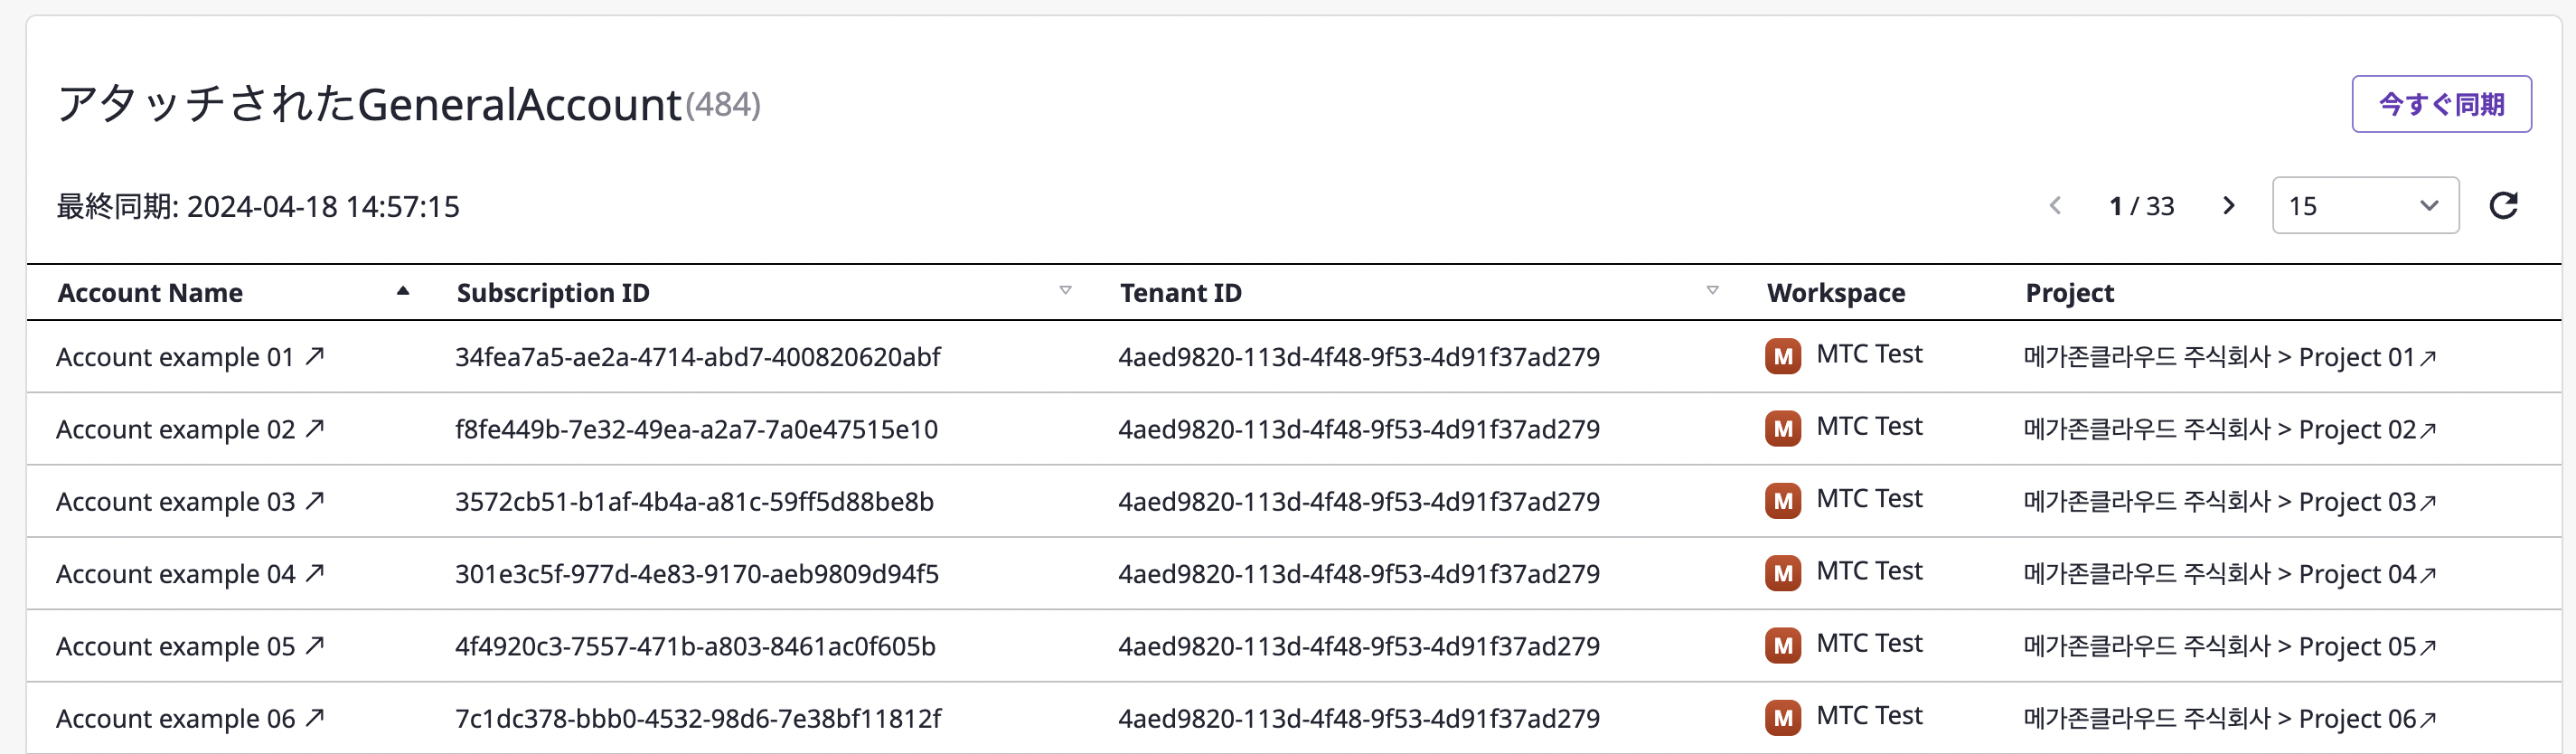 アタッチされたGeneralAccount(484)
今すぐ同期
最終同期: 2024-04-18 14:57:15
1 / 33
15
Account Name Subscription ID Tenant ID Workspace Project
Account example 01 34fea7a5-ae2a-4714-abd7-400820620abf 4aed9820-113d-4f48-9f53-4d91f37ad279 M MTC Test 메가존클라우드 주식회사 > Project 01
Account example 02 f8fe449b-7e32-49ea-a2a7-7a0e47515e10 4aed9820-113d-4f48-9f53-4d91f37ad279 M MTC Test 메가존클라우드 주식회사 > Project 02
Account example 03 3572cb51-b1af-4b4a-a81c-59ff5d88be8b 4aed9820-113d-4f48-9f53-4d91f37ad279 M MTC Test 메가존클라우드 주식회사 > Project 03
Account example 04 301e3c5f-977d-4e83-9170-aeb9809d94f5 4aed9820-113d-4f48-9f53-4d91f37ad279 M MTC Test 메가존클라우드 주식회사 > Project 04
Account example 05 4f4920c3-7557-471b-a803-8461ac0f605b 4aed9820-113d-4f48-9f53-4d91f37ad279 M MTC Test 메가존클라우드 주식회사 > Project 05
Account example 06 7c1dc378-bbb0-4532-98d6-7e38bf11812f 4aed9820-113d-4f48-9f53-4d91f37ad279 M MTC Test 메가존클라우드 주식회사 > Project 06